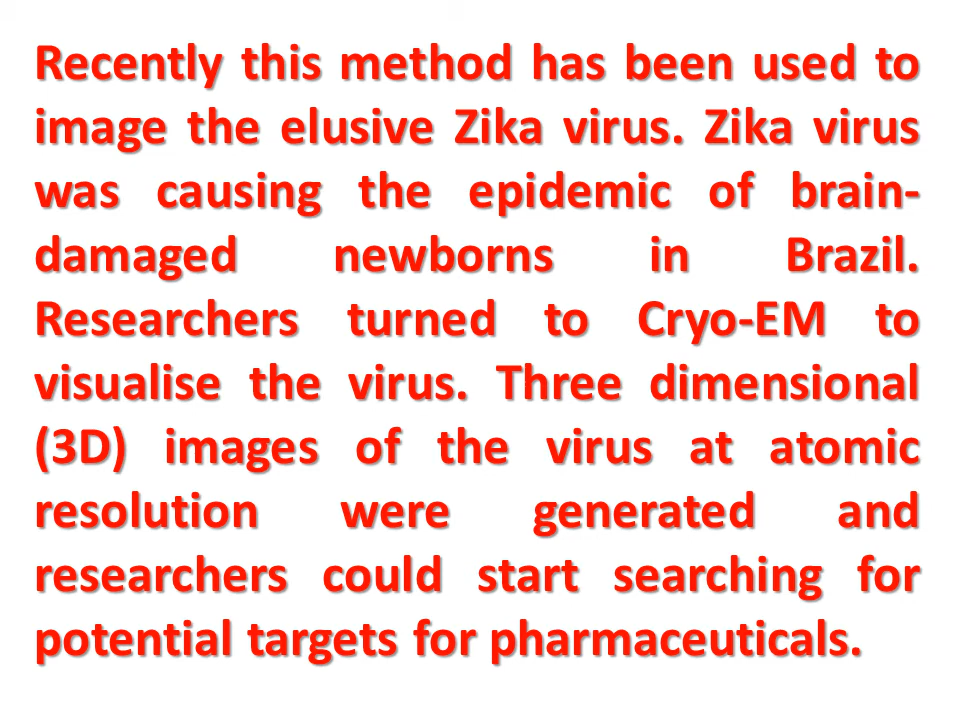 Recently this method has been used to
image the elusive Zika virus. Zika virus
was causing the epidemic of brain-
damaged newborns in Brazil.
Researchers turned to Cryo-EM to
visualise the virus. Three dimensional
(3D) images of the virus at atomic
resolution were generated and
researchers could start searching for
potential targets for pharmaceuticals.